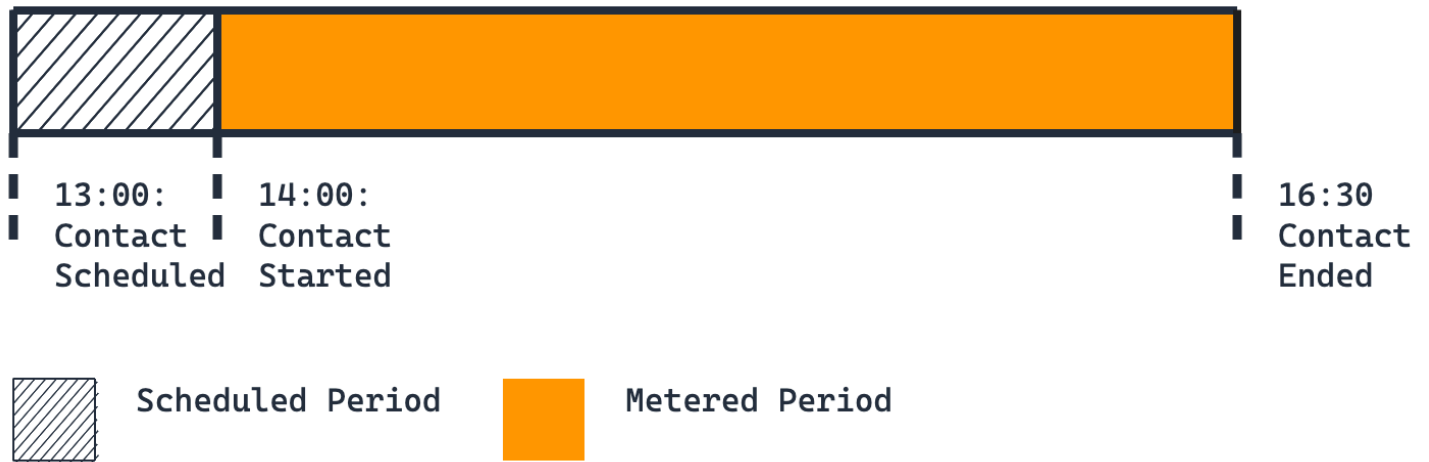 13:00:
Contact
Scheduled
14:00:
Contact
Started
16:30
Contact
Ended
Scheduled Period
Metered Period